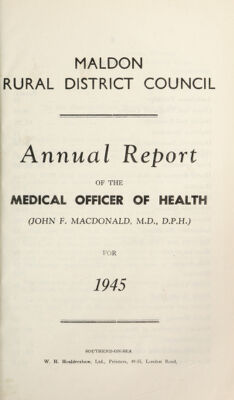 MALDON
RURAL DISTRICT COUNCIL
Annual Report
OF THE
MEDICAL OFFICER OF HEALTH
(JOHN F. MACDONALD, M.D., D.P.H.)
FOR
1945
SOUTHEND-ON-SEA
W. H. Houldershaw, Ltd., Printers, 49-55, London Road.